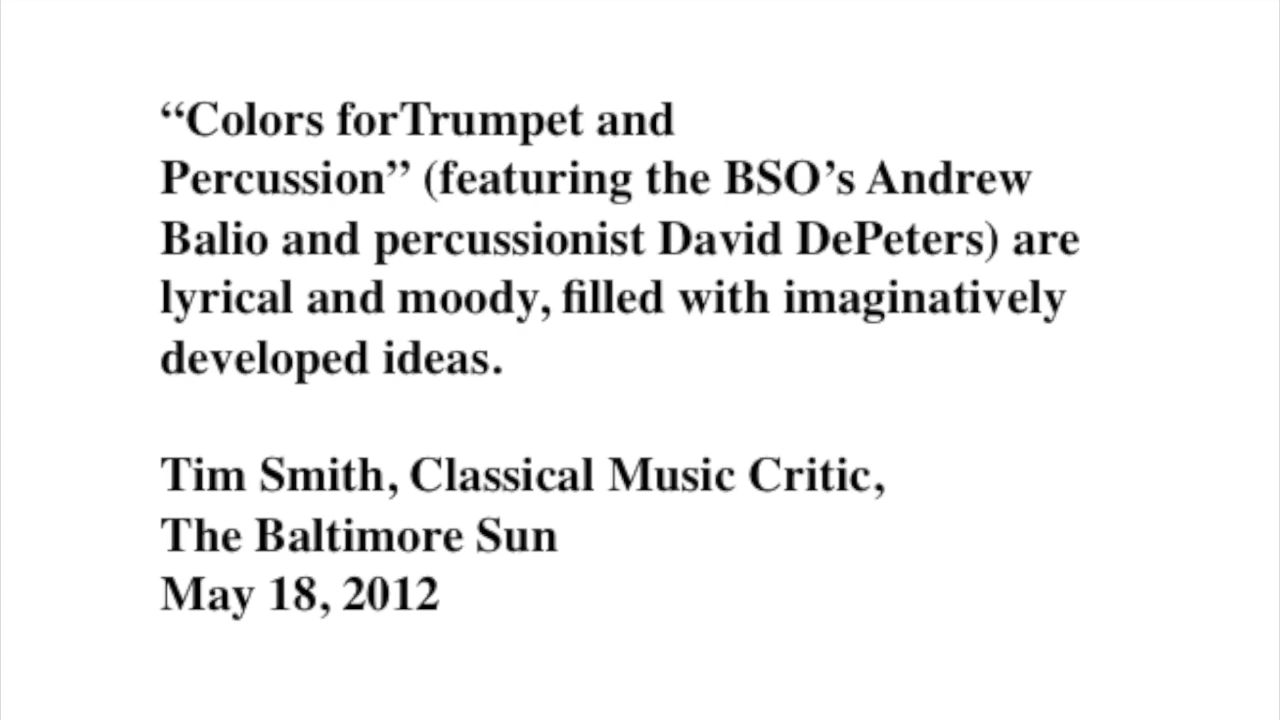 “Colors forTrumpet and
Percussion” (featuring the BSO’s Andrew
Balio and percussionist David DePeters) are
lyrical and moody, filled with imaginatively
developed ideas.
Tim Smith, Classical Music Critic,
The Baltimore Sun
May 18, 2012